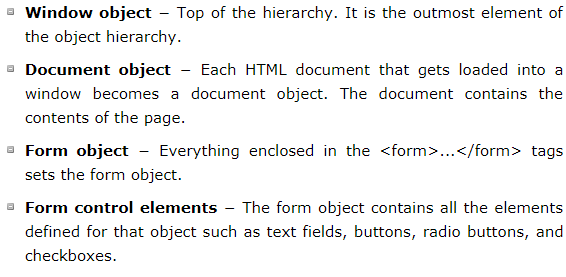 Window object − Top of the hierarchy. It is the outmost element of
the object hierarchy.
Document object − Each HTML document that gets loaded into a
window becomes a document object. The document contains the
contents of the page.
Form object − Everything enclosed in the <form>...</form> tags
sets the form object.
Form control elements − The form object contains all the elements
defined for that object such as text fields, buttons, radio buttons, and
checkboxes.